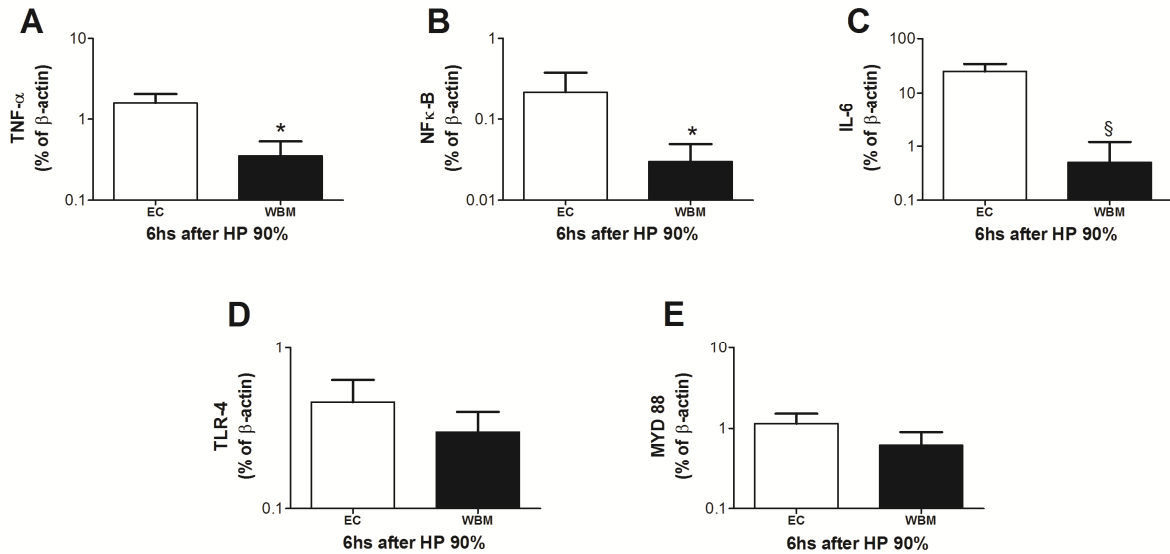 A
TNF-α
(% of β-actin)
10
1
0.1
*
EC
WBM
6hs after HP 90%
B
NFκ-B
(% of β-actin)
1
0.1
0.01
*
EC
WBM
6hs after HP 90%
C
IL-6
(% of β-actin)
100
10
1
0.1
§
EC
WBM
6hs after HP 90%
D
TLR-4
(% of β-actin)
1
0.1
EC
WBM
6hs after HP 90%
E
MYD 88
(% of β-actin)
10
1
0.1
EC
WBM
6hs after HP 90%